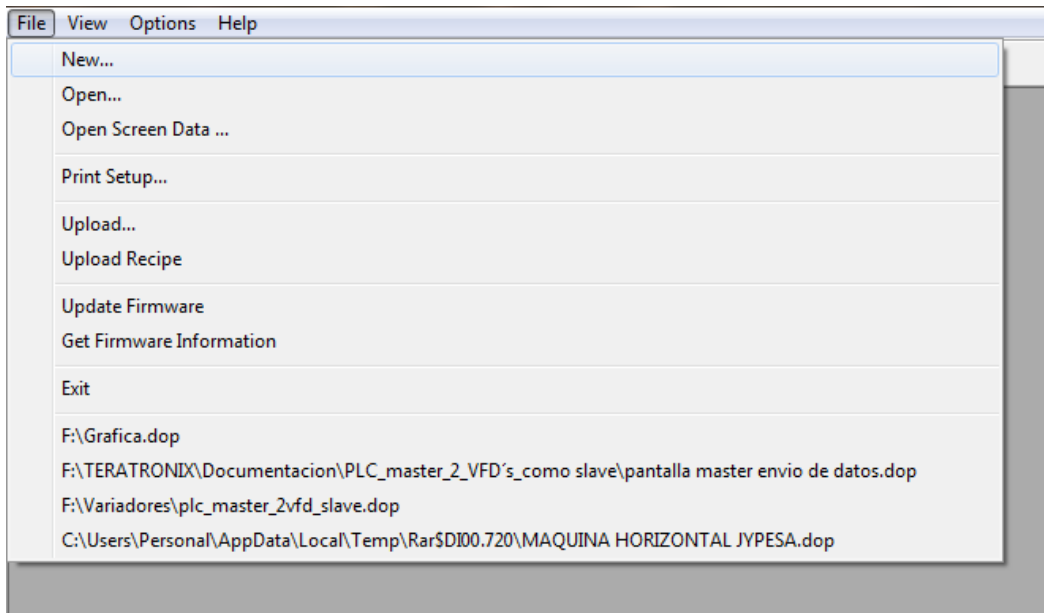 File View Options Help
New...
Open...
Open Screen Data ...
Print Setup...
Upload...
Upload Recipe
Update Firmware
Get Firmware Information
Exit
F:\Grafica.dop
F:\TERATRONIX\Documentacion\PLC_master_2_VFD´s_como slave\pantalla master envio de datos.dop
F:\Variadores\plc_master_2vfd_slave.dop
C:\Users\Personal\AppData\Local\Temp\Rar$DI00.720\MAQUINA HORIZONTAL JYPESA.dop